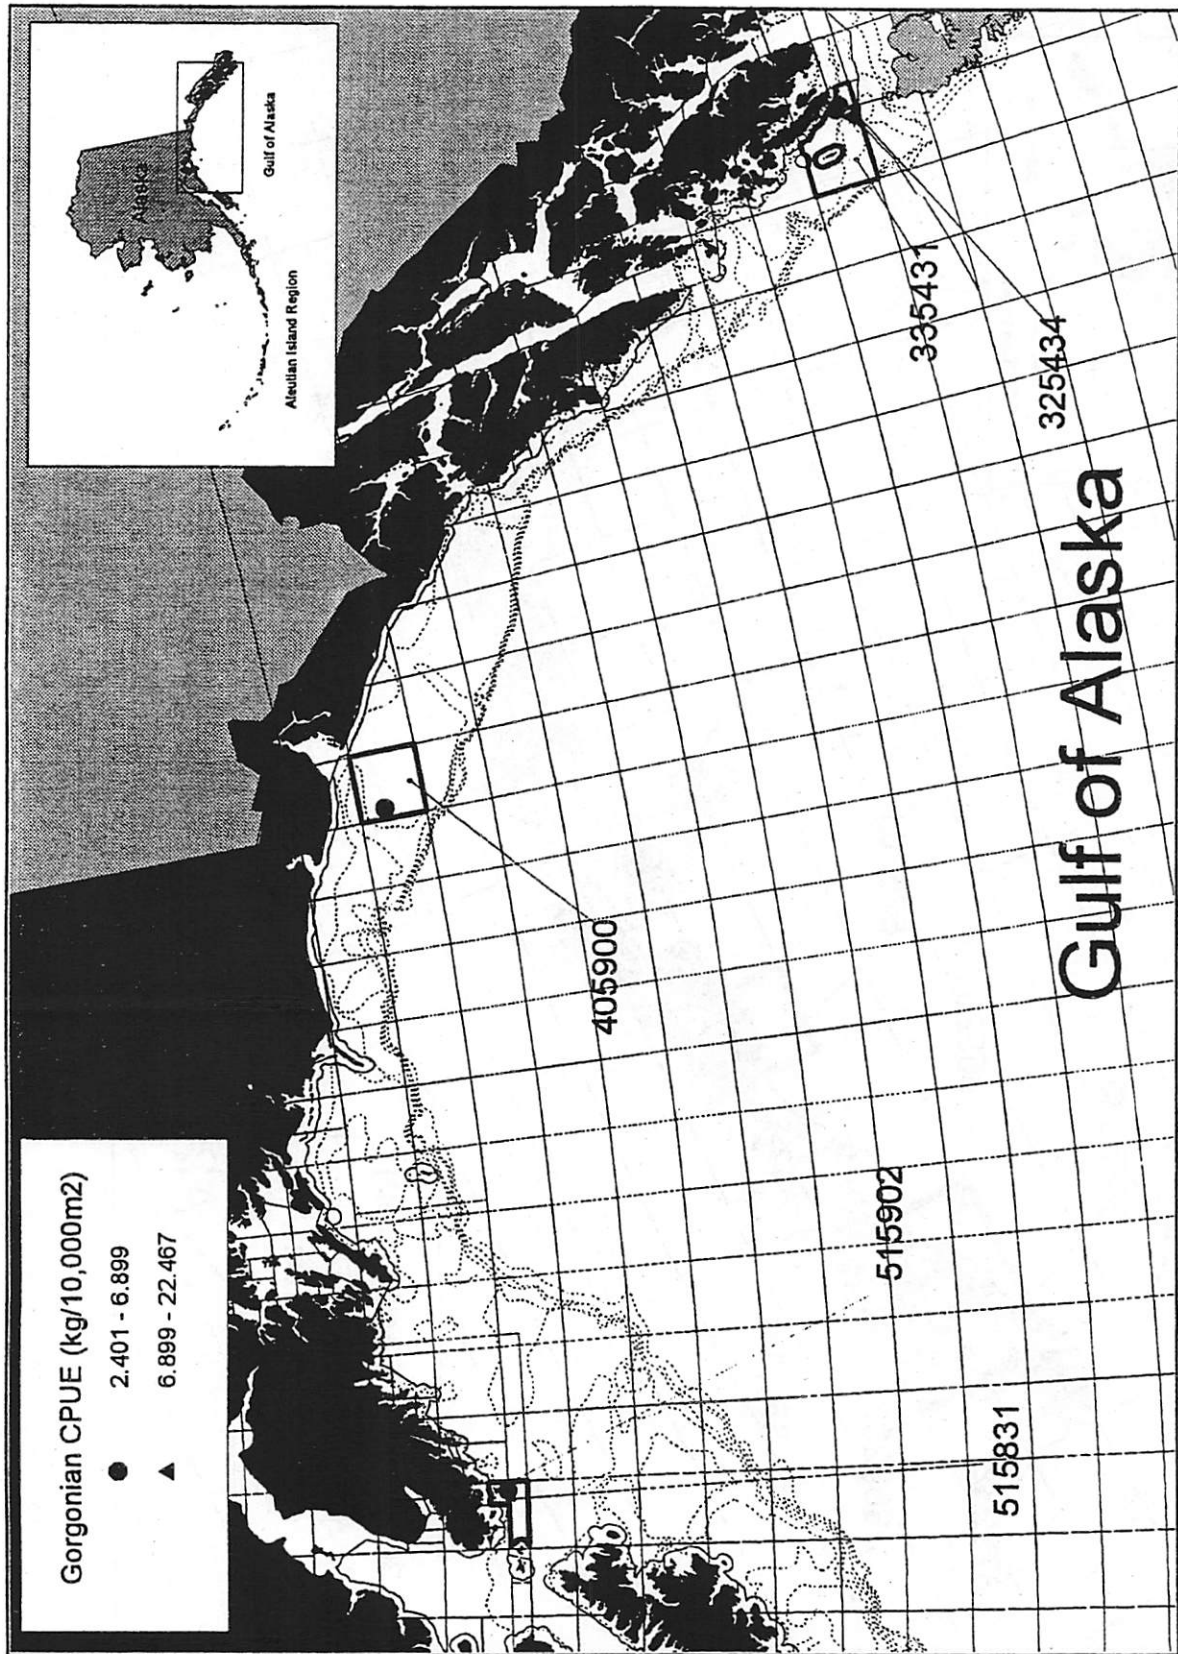 Gorgonian CPUE (kg/10,000m2)
2.401 - 6.899
6.899 - 22.467
Alaska
Aleutian Island Region
Gulf of Alaska
405900
335431
325434
515902
515831
Gulf of Alaska